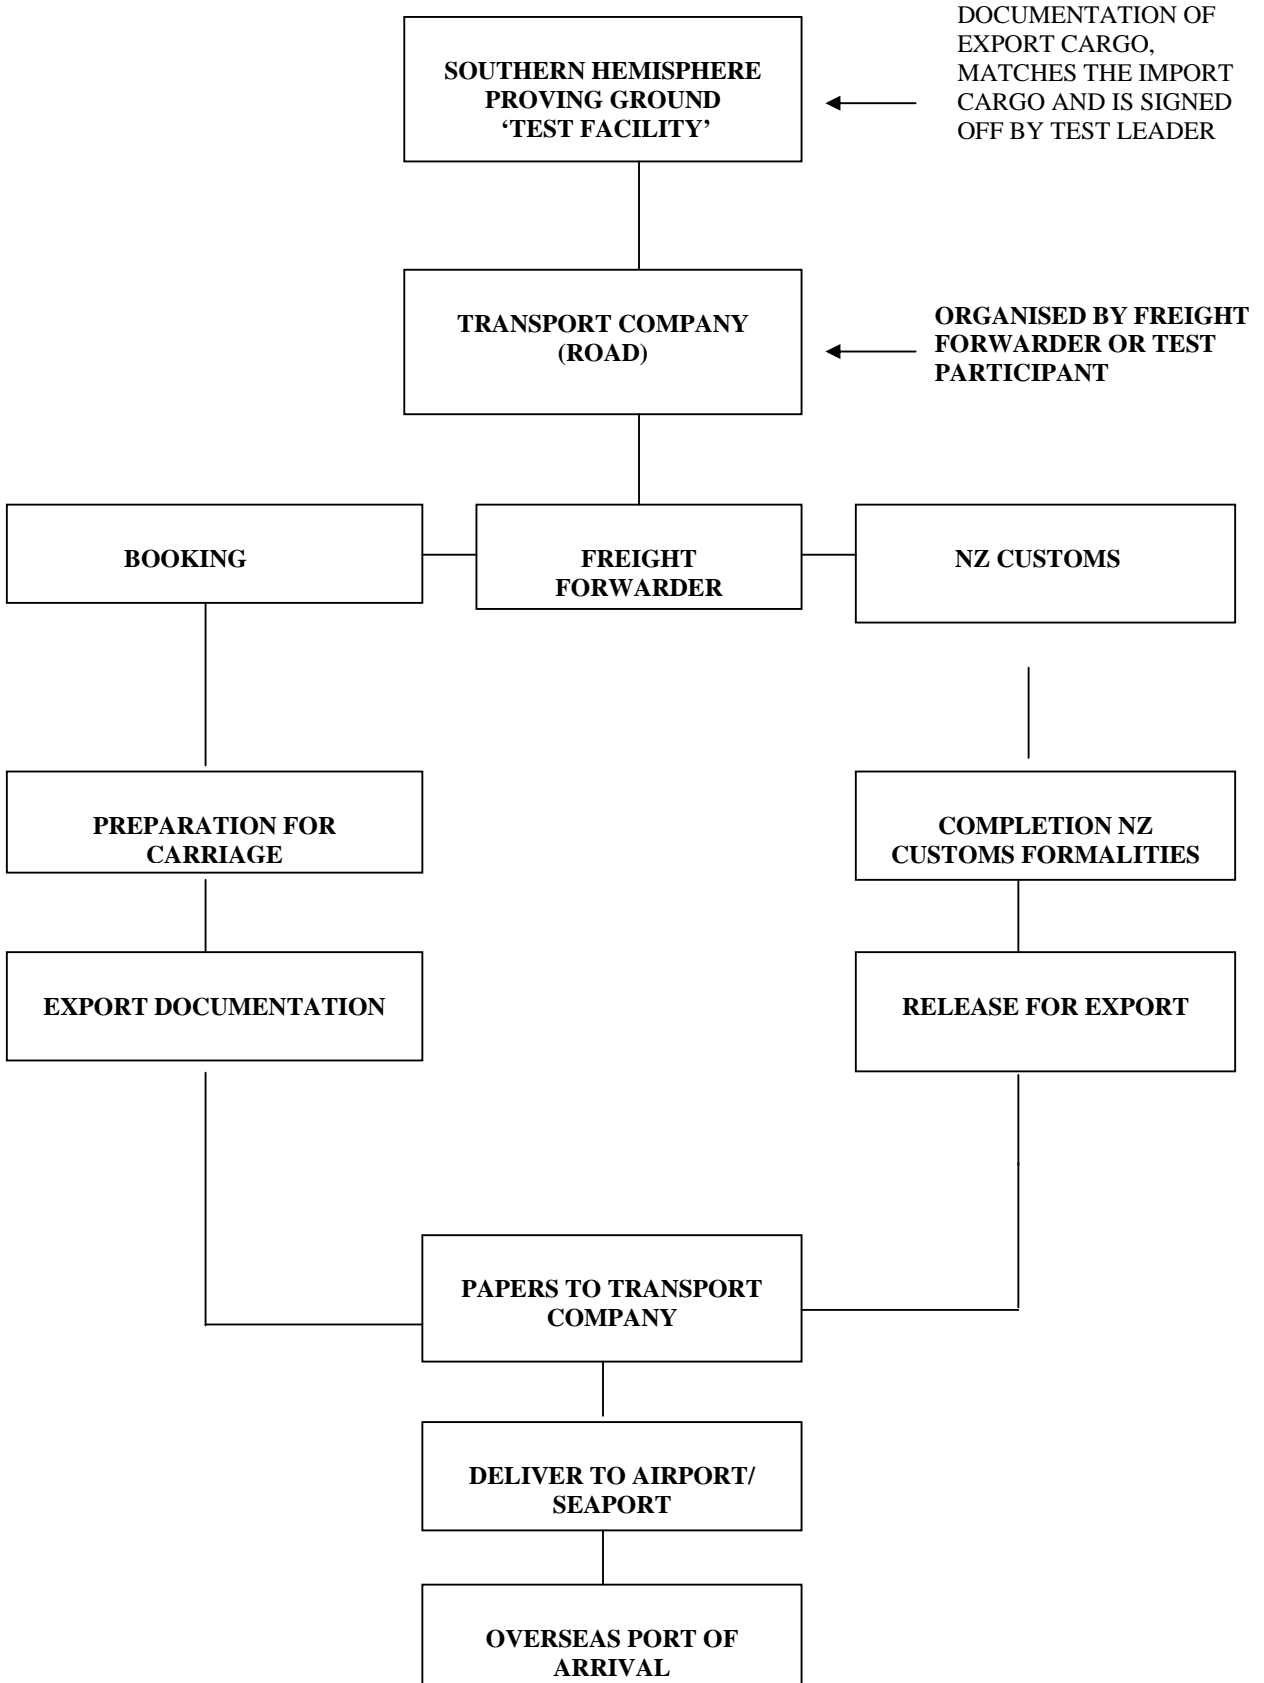 DOCUMENTATION OF
EXPORT CARGO,
MATCHES THE IMPORT
CARGO AND IS SIGNED
OFF BY TEST LEADER
SOUTHERN HEMISPHERE
PROVING GROUND
‘TEST FACILITY’
TRANSPORT COMPANY
(ROAD)
ORGANISED BY FREIGHT
FORWARDER OR TEST
PARTICIPANT
BOOKING
FREIGHT
FORWARDER
NZ CUSTOMS
PREPARATION FOR
CARRIAGE
COMPLETION NZ
CUSTOMS FORMALITIES
EXPORT DOCUMENTATION
RELEASE FOR EXPORT
PAPERS TO TRANSPORT
COMPANY
DELIVER TO AIRPORT/
SEAPORT
OVERSEAS PORT OF
ARRIVAL